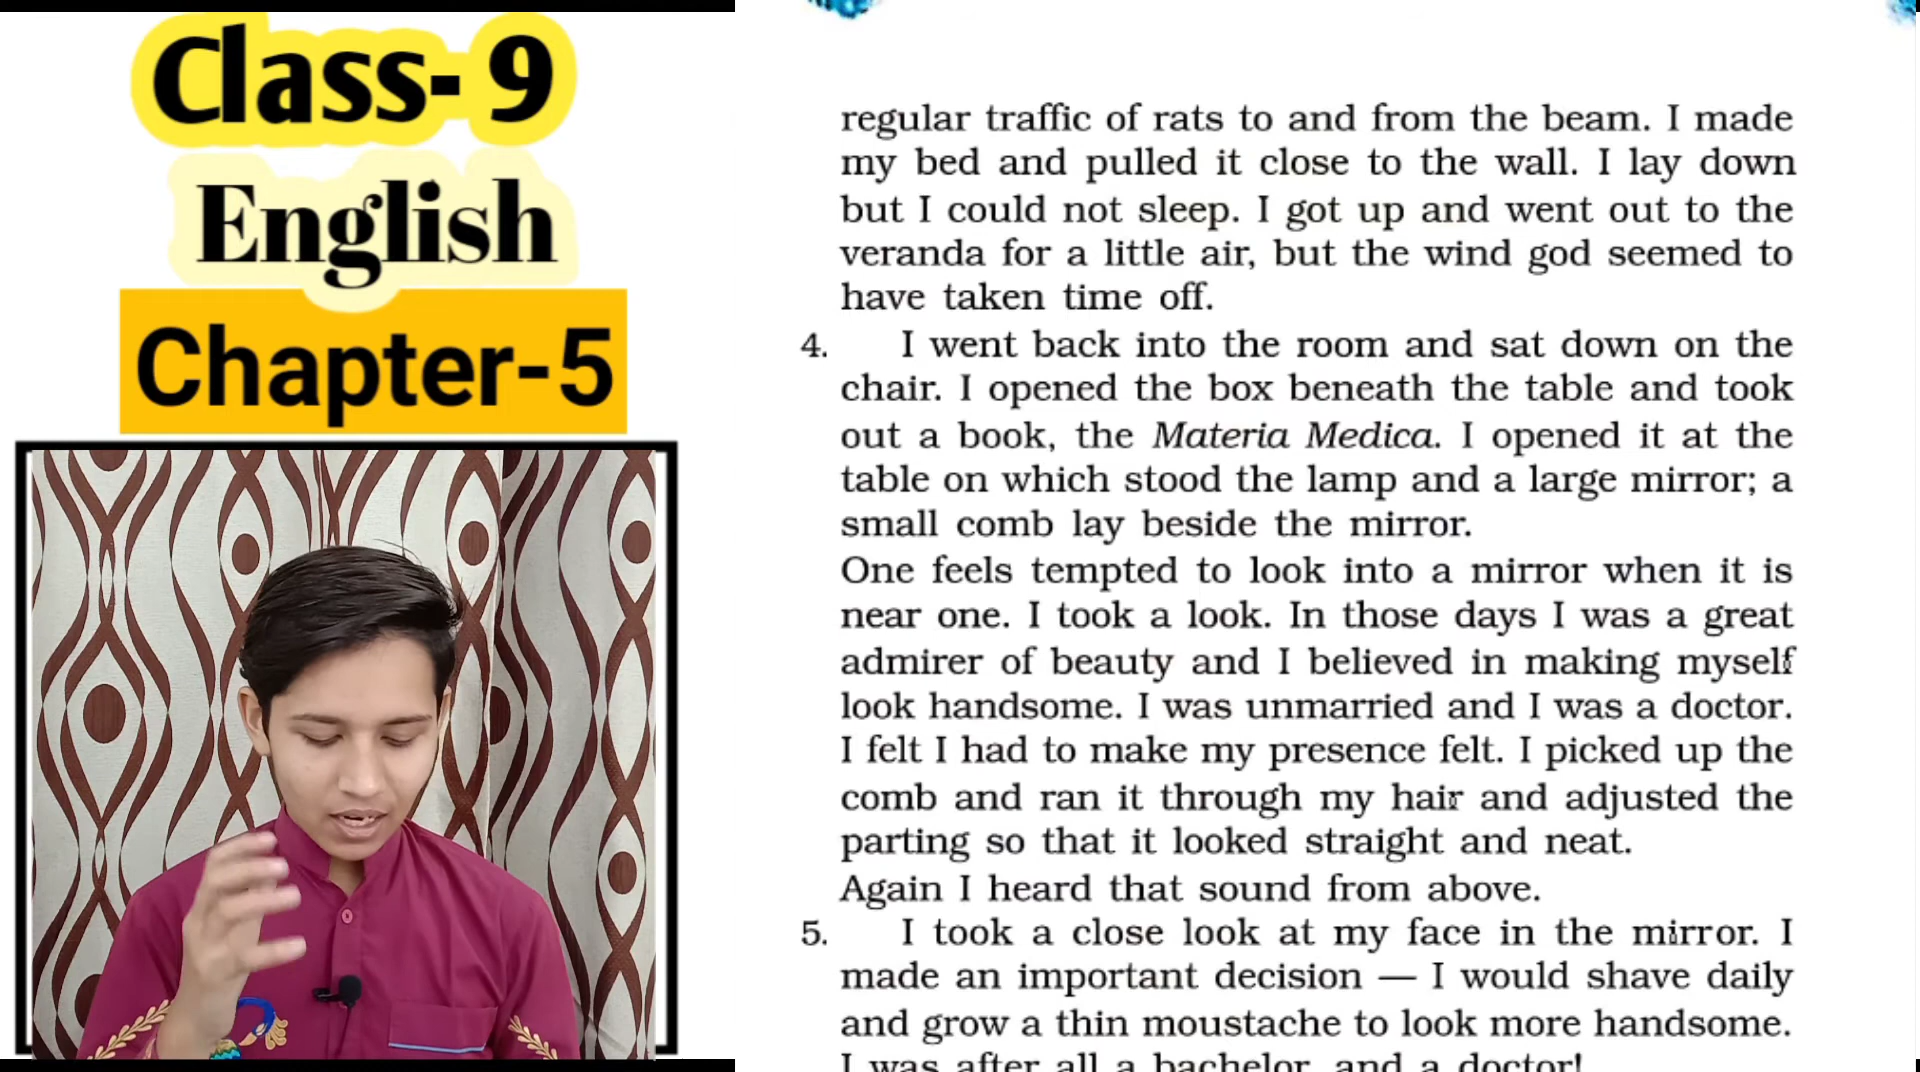 Class- 9
English
Chapter-5
regular traffic of rats to and from the beam. I made
my bed and pulled it close to the wall. I lay down
but I could not sleep. I got up and went out to the
veranda for a little air, but the wind god seemed to
have taken time off.
4. I went back into the room and sat down on the
chair. I opened the box beneath the table and took
out a book, the Materia Medica. I opened it at the
table on which stood the lamp and a large mirror; a
small comb lay beside the mirror.
One feels tempted to look into a mirror when it is
near one. I took a look. In those days I was a great
admirer of beauty and I believed in making myself
look handsome. I was unmarried and I was a doctor.
I felt I had to make my presence felt. I picked up the
comb and ran it through my hair and adjusted the
parting so that it looked straight and neat.
Again I heard that sound from above.
5. I took a close look at my face in the mirror. I
made an important decision — I would shave daily
and grow a thin moustache to look more handsome.
I was after all a bachelor, and a doctor!